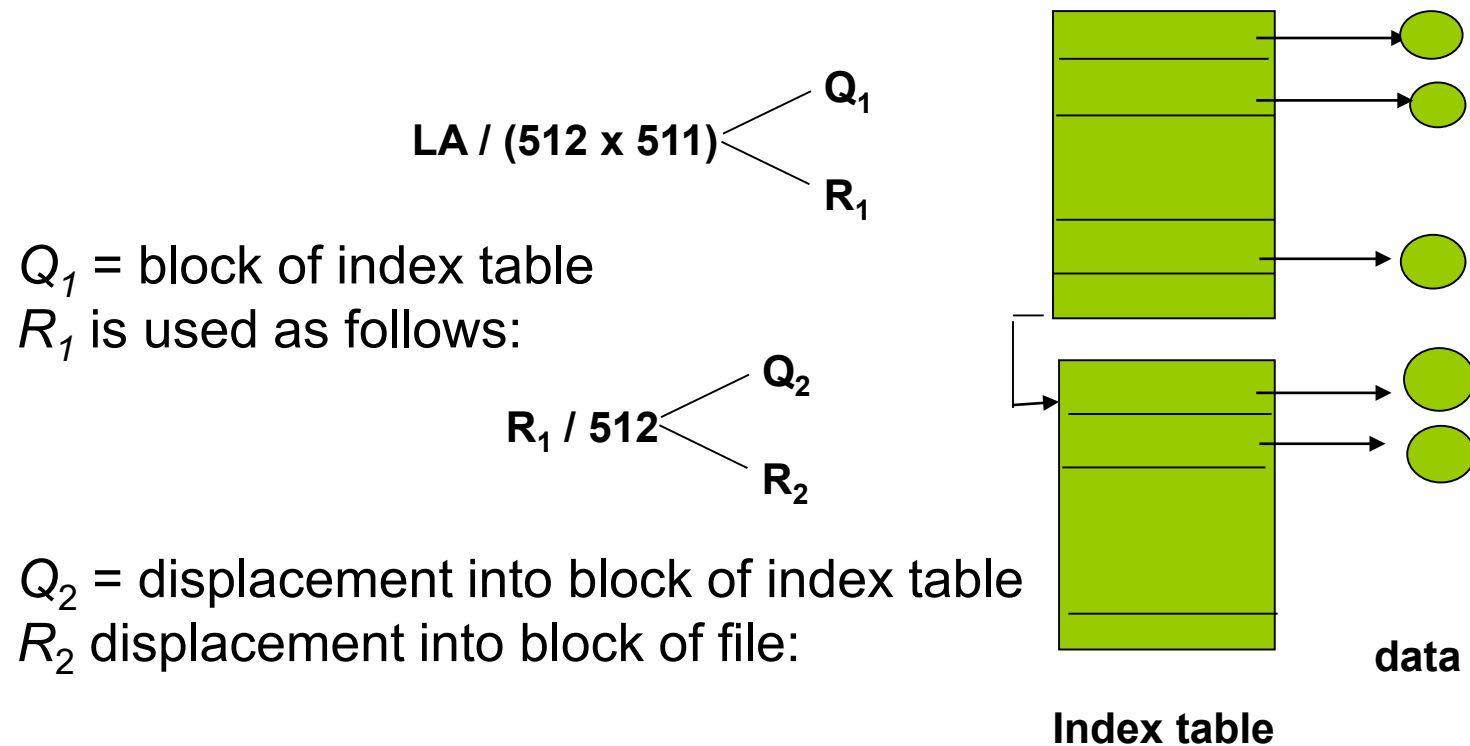 LA / (512 x 511)
Q₁
R₁
Q₁ = block of index table
R₁ is used as follows:
R₁ / 512
Q₂
R₂
Q₂ = displacement into block of index table
R₂ displacement into block of file:
data
Index table